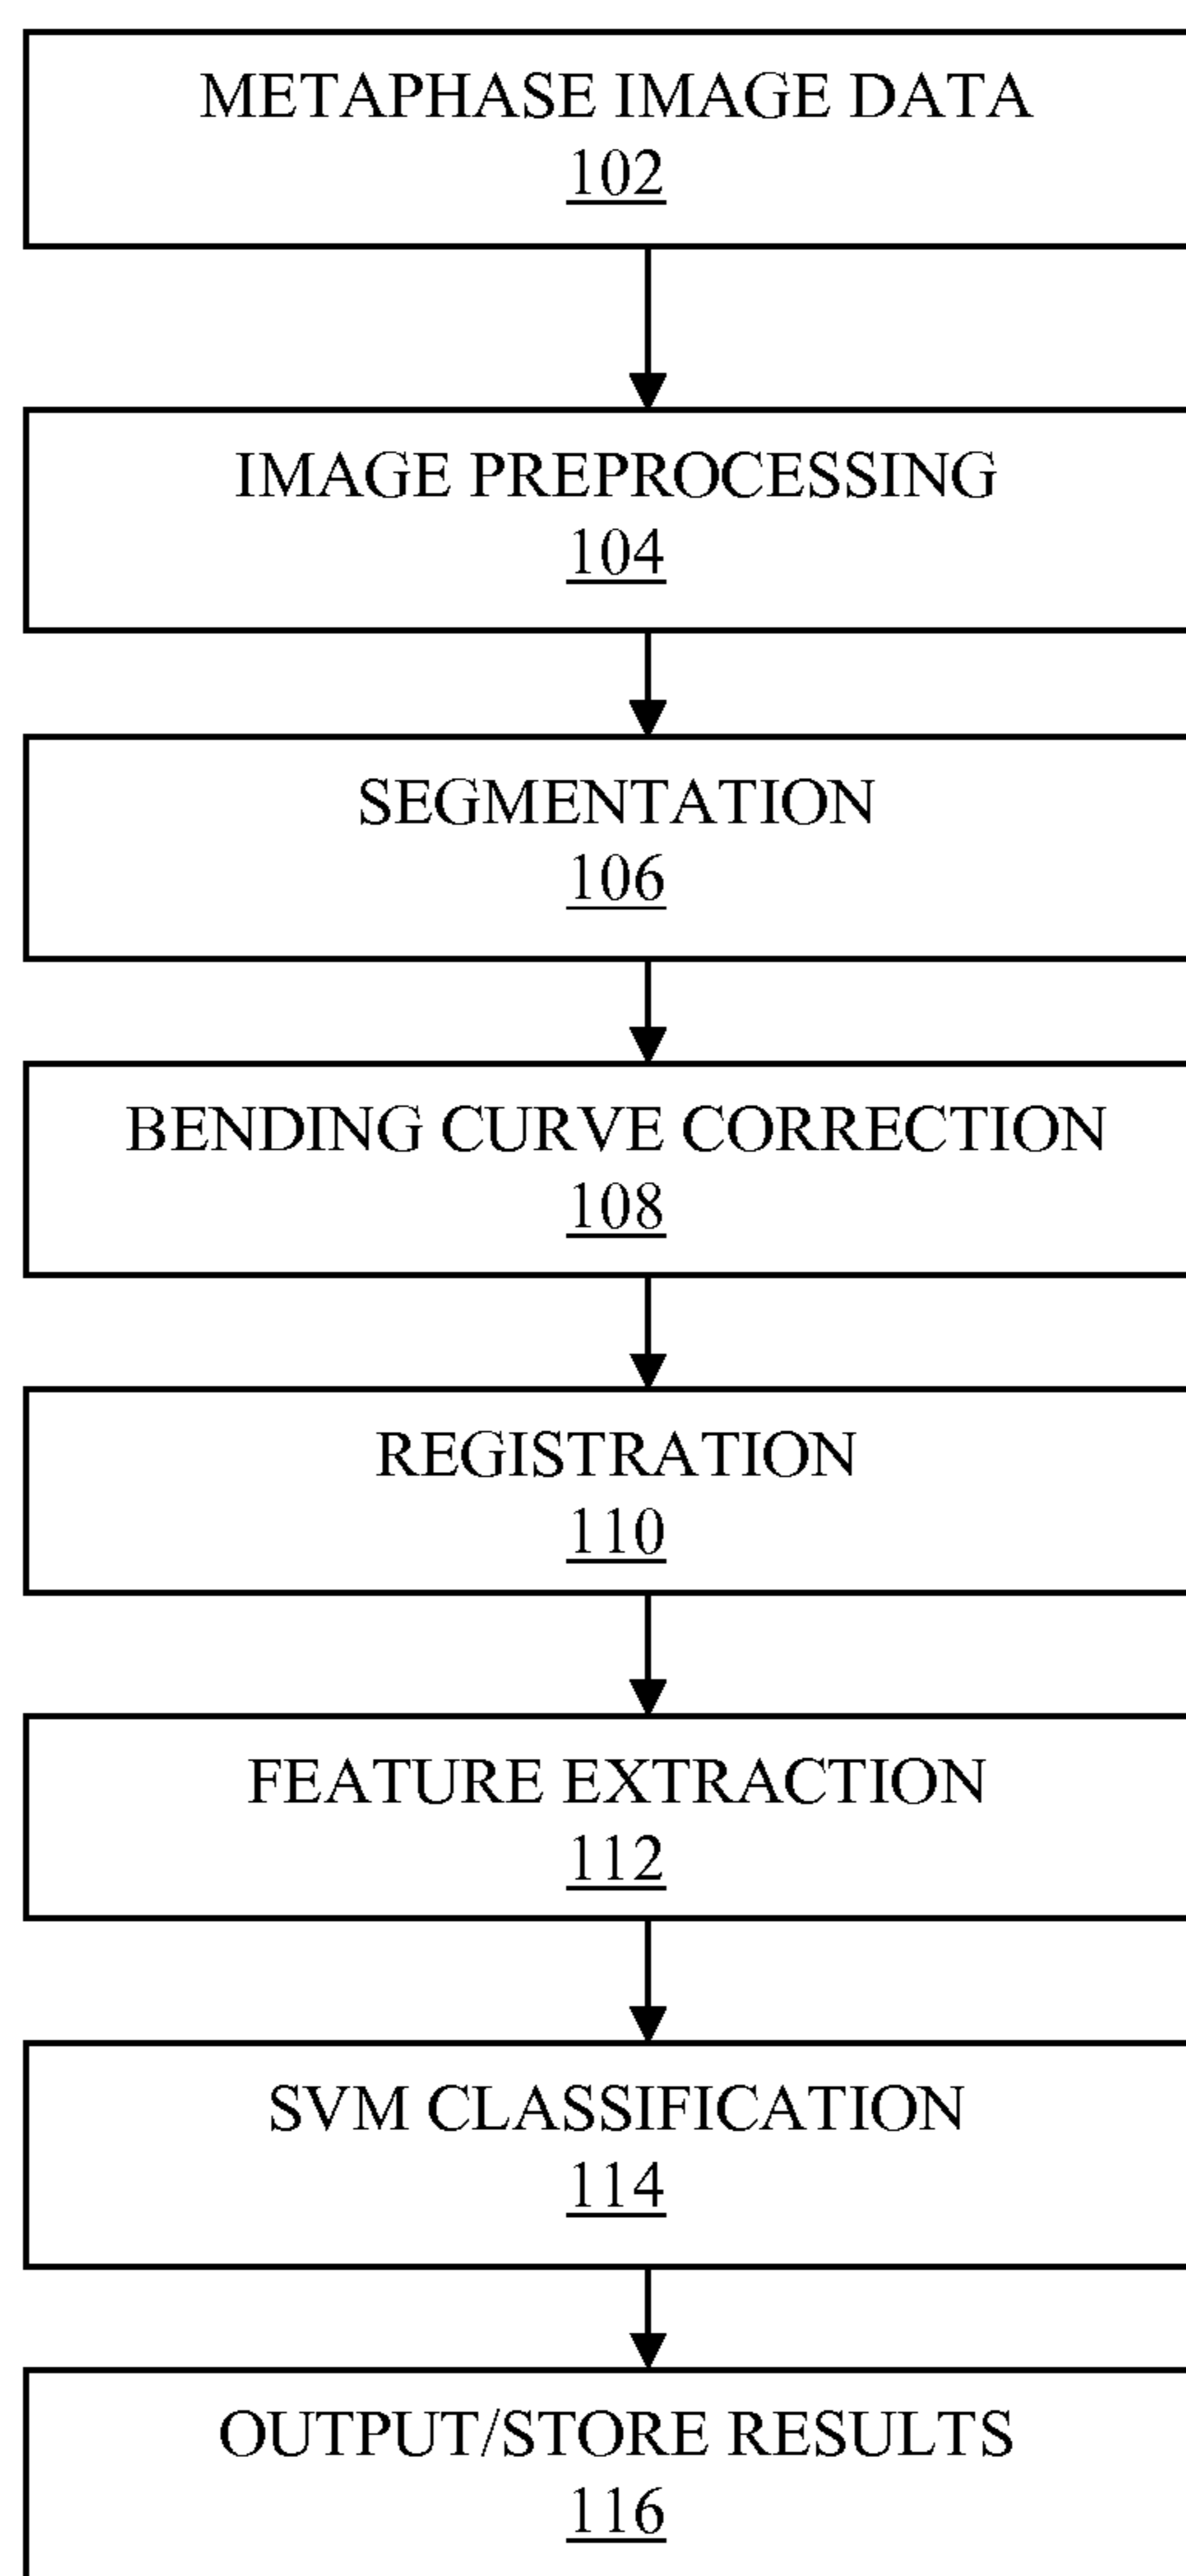 METAPHASE IMAGE DATA
102
IMAGE PREPROCESSING
104
SEGMENTATION
106
BENDING CURVE CORRECTION
108
REGISTRATION
110
FEATURE EXTRACTION
112
SVM CLASSIFICATION
114
OUTPUT/STORE RESULTS
116